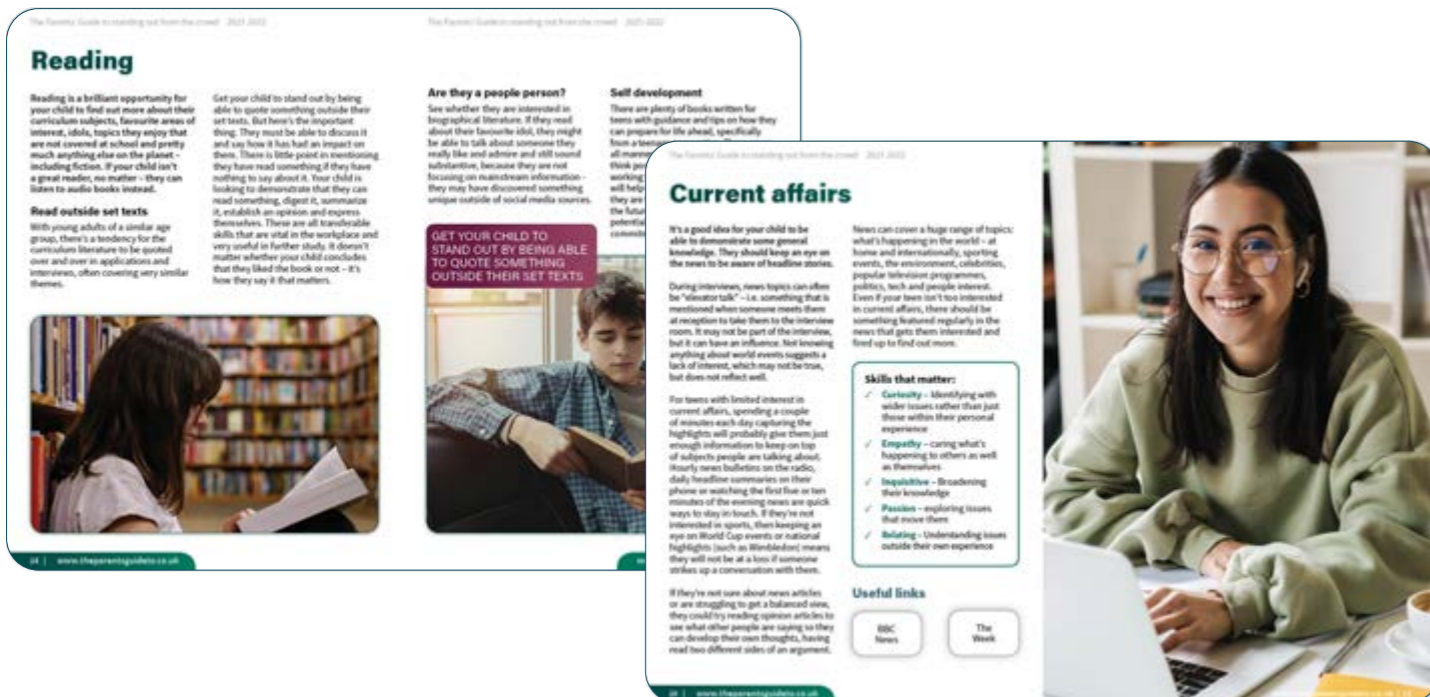 The Parents' Guide to standing out from the crowd 2021-2022
Reading
Reading is a brilliant opportunity for
your child to find out more about their
curriculum subjects, favourite areas of
interest, idols, topics they enjoy that
are not covered at school and pretty
much anything else on the planet –
including fiction. If your child isn't
a great reader, no matter – they can
listen to audio books instead.
Read outside set texts
With young adults of a similar age
group, there's a tendency for the
curriculum literature to be quoted
over and over in applications and
interviews, often covering very similar
themes.
Get your child to stand out by being
able to quote something outside their
set texts. But here's the important
thing. They must be able to discuss it
and say how it has had an impact on
them. There is little point in mentioning
they have read something if they have
nothing to say about it. Your child is
looking to demonstrate that they can
read something, digest it, summarize
it, establish an opinion and express
themselves. These are all transferable
skills that are vital in the workplace and
very useful in further study. It doesn't
matter whether your child concludes
that they liked the book or not – it's
how they say it that matters.
www.theparentsguideto.co.uk
The Parents' Guide to standing out from the crowd 2021-2022
Are they a people person?
See whether they are interested in
biographical literature. If they read
about their favourite idol, they might
be able to talk about someone they
really like and admire and still sound
substantive, because they are not
focusing on mainstream information -
they may have discovered something
unique outside of social media sources.
GET YOUR CHILD TO
STAND OUT BY BEING ABLE
TO QUOTE SOMETHING
OUTSIDE THEIR SET TEXTS
Self development
There are plenty of books written for
teens with guidance and tips on how they
can prepare for life ahead, specifically
from a
all
think
working
will help
they are
the
The Parents' Guide to standing out from the crowd 2021-2022
Current affairs
It's a good idea for your child to be
able to demonstrate some general
knowledge. They should keep an eye on
the news to be aware of headline stories.
During interviews, news topics can often
be "elevator talk" – i.e. something that is
mentioned when someone meets them
at reception to take them to the interview
room. It may not be part of the interview,
but it can have an influence. Not knowing
anything about world events suggests a
lack of interest, which may not be true,
but does not reflect well.
For teens with limited interest in
current affairs, spending a couple
of minutes each day capturing the
highlights will probably give them just
enough information to keep on top
of subjects people are talking about.
Hourly news bulletins on the radio,
daily headline summaries on their
phone or watching the first five or ten
minutes of the evening news are quick
ways to stay in touch. If they're not
interested in sports, then keeping an
eye on World Cup events or national
highlights (such as Wimbledon) means
they will not be at a loss if someone
strikes up a conversation with them.
If they're not sure about news articles
or are struggling to get a balanced view,
they could try reading opinion articles to
see what other people are saying so they
can develop their own thoughts, having
read two different sides of an argument.
News can cover a huge range of topics:
what's happening in the world – at
home and internationally, sporting
events, the environment, celebrities,
popular television programmes,
politics, tech and people interest.
Even if your teen isn't too interested
in current affairs, there should be
something featured regularly in the
news that gets them interested and
fired up to find out more.
Skills that matter:
✓ Curiosity – Identifying with
wider issues rather than just
those within their personal
experience
✓ Empathy – caring what's
happening to others as well
as themselves
✓ Inquisitive – Broadening
their knowledge
✓ Passion – exploring issues
that move them
✓ Relating – Understanding issues
outside their own experience
Useful links
BBC
News
The
Week
www.theparentsguideto.co.uk